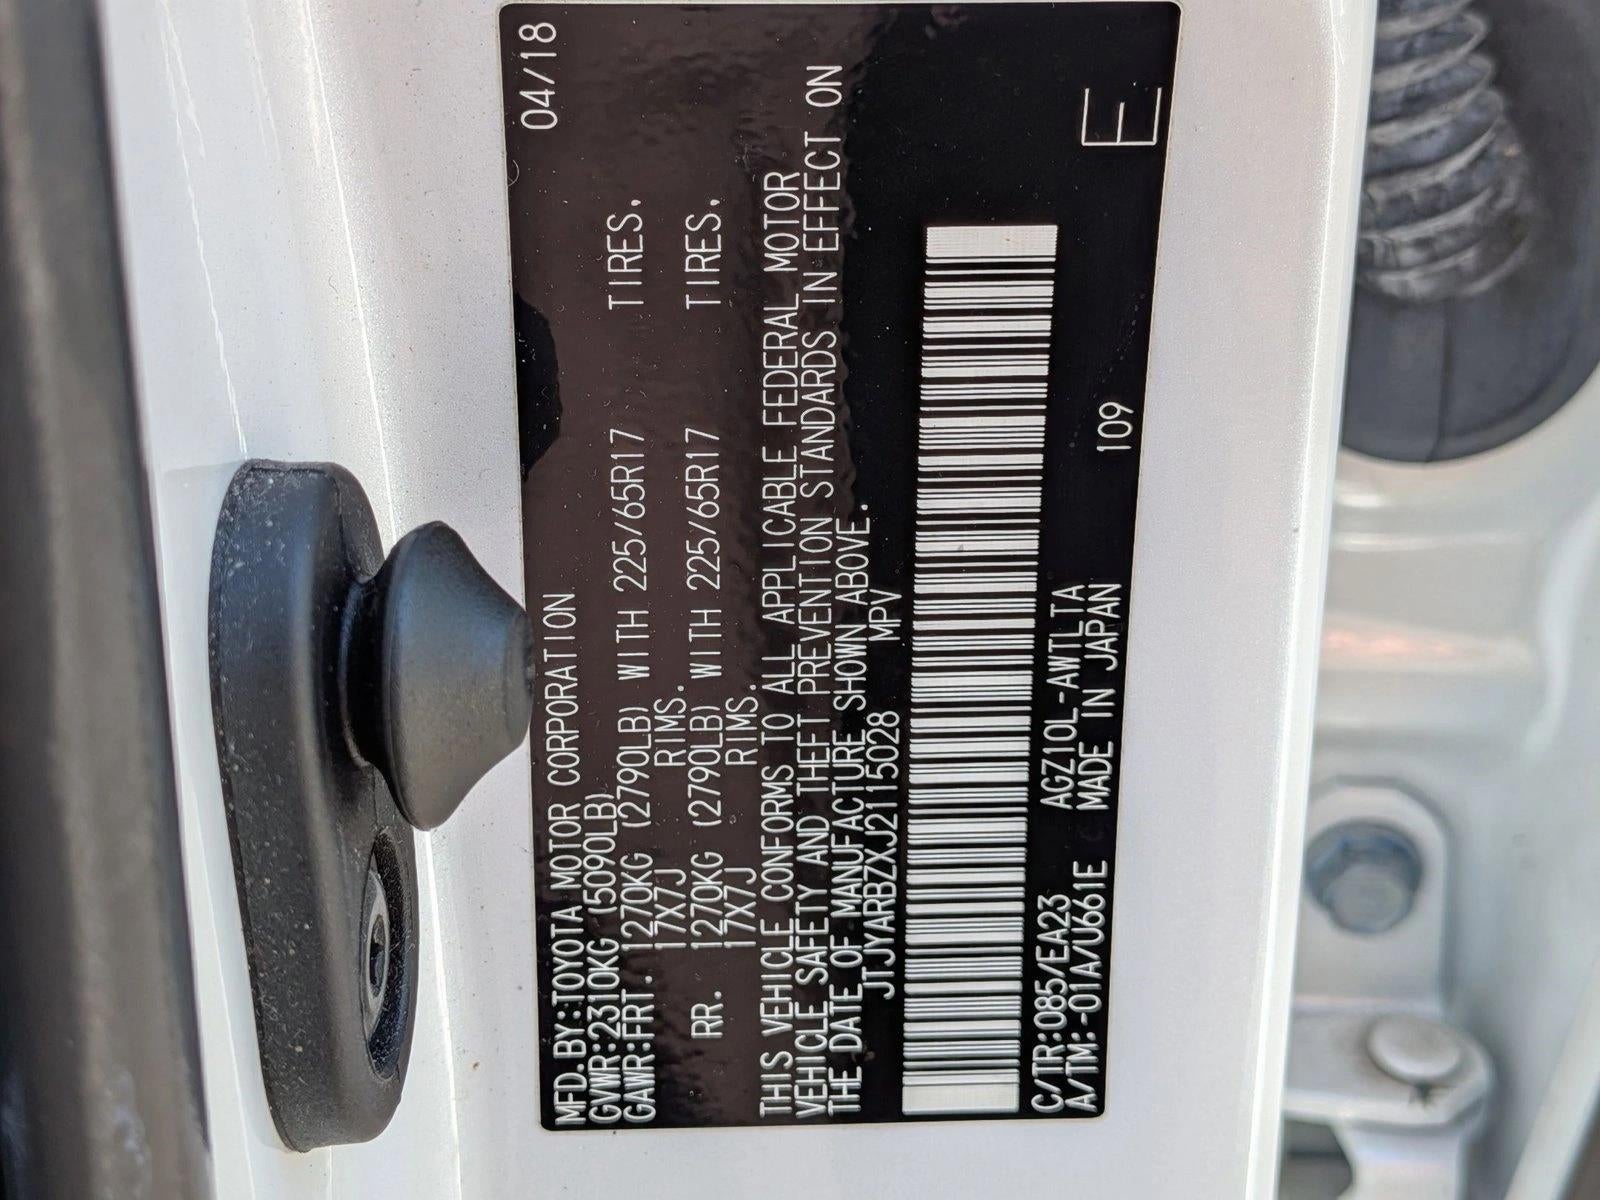 MFD.BY:TOYOTA MOTOR CORPORATION 04/18
GVWR:2310KG (5090LB)
GAWR:FRT. 1270KG (2790LB) WITH 225/65R17 TIRES.
17X7J RIMS.
RR. 1270KG (2790LB) WITH 225/65R17 TIRES.
17X7J RIMS.
THIS VEHICLE CONFORMS TO ALL APPLICABLE FEDERAL MOTOR
VEHICLE SAFETY AND THEFT PREVENTION STANDARDS IN EFFECT ON
THE DATE OF MANUFACTURE SHOWN ABOVE.
JTJYARBZXJ2115028 MPV
C/TR:085/EA23 AGZ10L-AWTLTA
A/TM:-01A/U661E MADE IN JAPAN 109
E